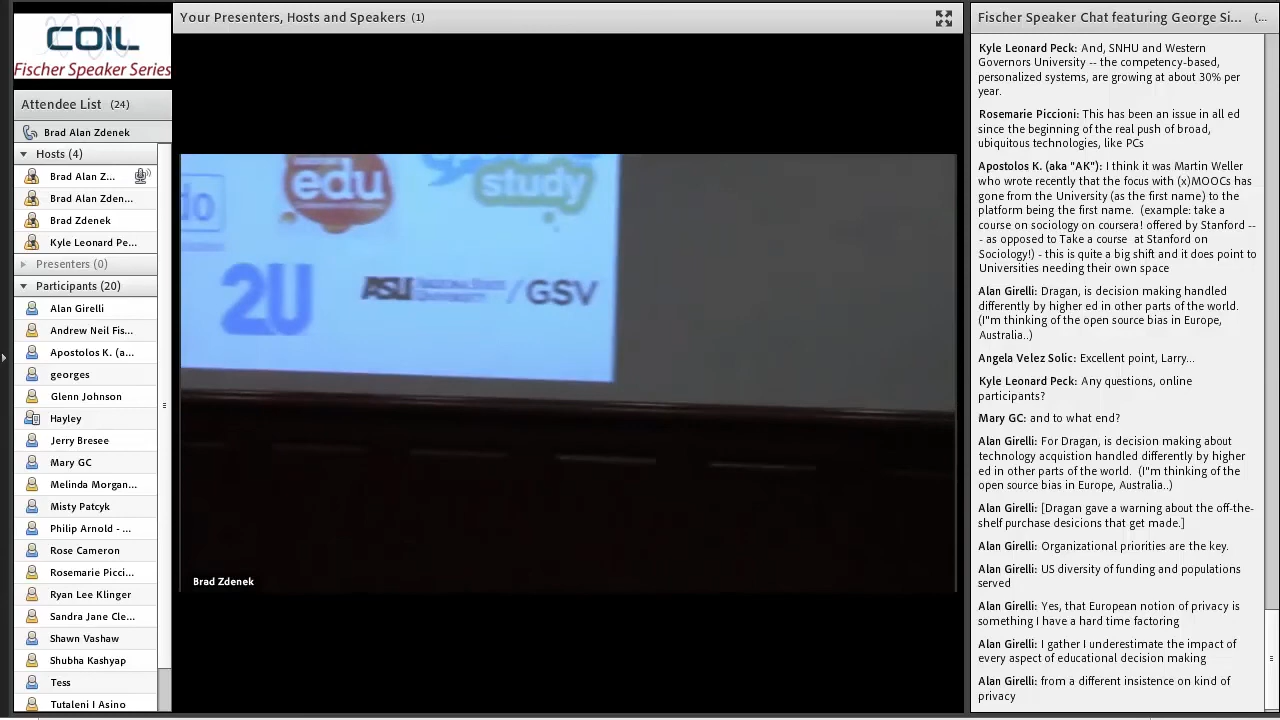 COIL
Fischer Speaker Series
Attendee List (24)
Brad Alan Zdenek
Hosts (4)
Brad Alan Z...
Brad Alan Zden...
Brad Zdenek
Kyle Leonard Pe...
Presenters (0)
Participants (20)
Alan Girelli
Andrew Neil Fis...
Apostolos K. (a...
georges
Glenn Johnson
Hayley
Jerry Bresee
Mary GC
Melinda Morgan...
Misty Patcyk
Philip Arnold - ...
Rose Cameron
Rosemarie Picci...
Ryan Lee Klinger
Sandra Jane Cle...
Shawn Vashaw
Shubha Kashyap
Tess
Tutaleni I Asino
Your Presenters, Hosts and Speakers (1)
edu
study
do
2U
ASU
/ GSV
Brad Zdenek
Fischer Speaker Chat featuring George Si... (...
Kyle Leonard Peck: And, SNHU and Western
Governors University -- the competency-based,
personalized systems, are growing at about 30% per
year.
Rosemarie Piccioni: This has been an issue in all ed
since the beginning of the real push of broad,
ubiquitous technologies, like PCs
Apostolos K. (aka "AK"): I think it was Martin Weller
who wrote recently that the focus with (x)MOOCs has
gone from the University (as the first name) to the
platform being the first name. (example: take a
course on sociology on coursera! offered by Stanford --
- as opposed to Take a course at Stanford on
Sociology!) - this is quite a big shift and it does point to
Universities needing their own space
Alan Girelli: Dragan, is decision making handled
differently by higher ed in other parts of the world.
(I"m thinking of the open source bias in Europe,
Australia..)
Angela Velez Solic: Excellent point, Larry...
Kyle Leonard Peck: Any questions, online
participants?
Mary GC: and to what end?
Alan Girelli: For Dragan, is decision making about
technology acquistion handled differently by higher
ed in other parts of the world. (I"m thinking of the
open source bias in Europe, Australia..)
Alan Girelli: [Dragan gave a warning about the off-the-
shelf purchase desicions that get made.]
Alan Girelli: Organizational priorities are the key.
Alan Girelli: US diversity of funding and populations
served
Alan Girelli: Yes, that European notion of privacy is
something I have a hard time factoring
Alan Girelli: I gather I underestimate the impact of
every aspect of educational decision making
Alan Girelli: from a different insistence on kind of
privacy